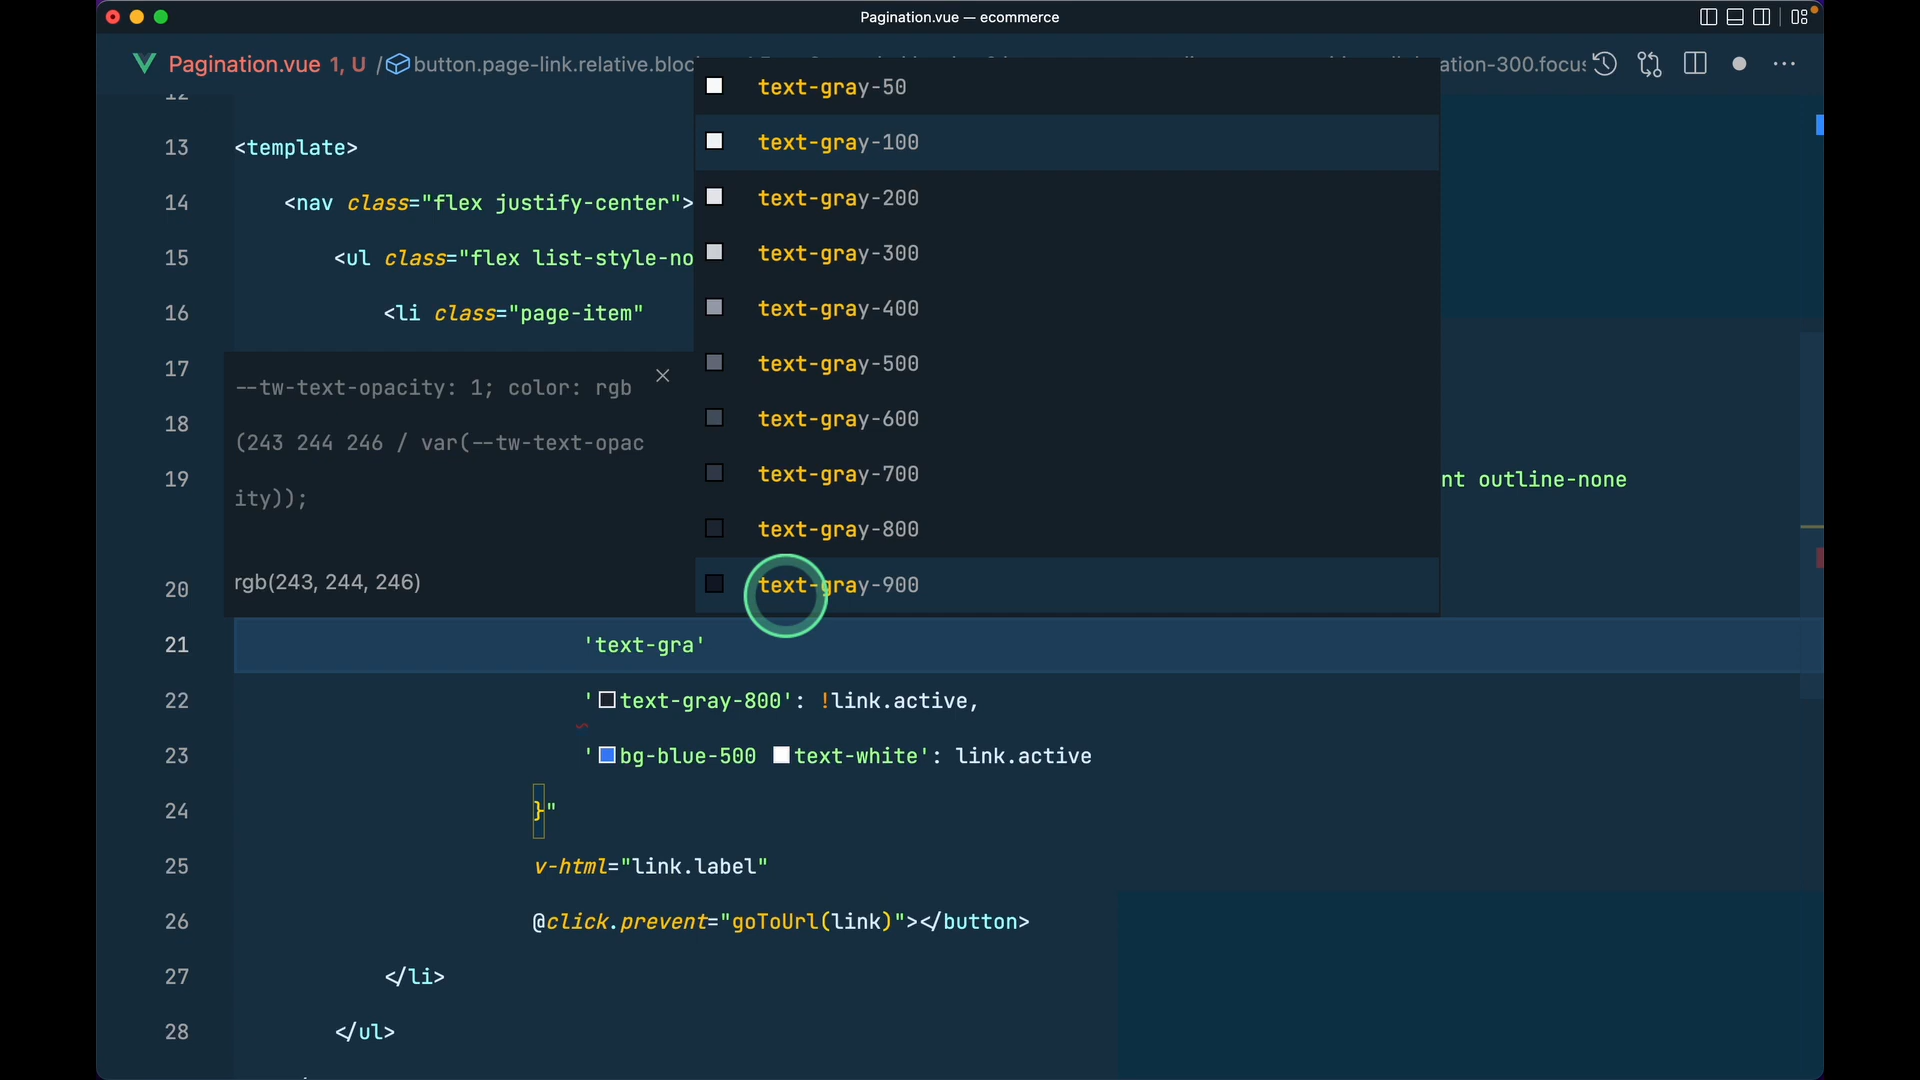 Pagination.vue — ecommerce
Pagination.vue 1, U / button.page-link.relative.bloc ation-300.focus
12
13 <template>
14 <nav class="flex justify-center">
15 <ul class="flex list-style-no
16 <li class="page-item"
17
18
19 nt outline-none
20
--tw-text-opacity: 1; color: rgb
(243 244 246 / var(--tw-text-opac
ity));
rgb(243, 244, 246)
text-gray-50
text-gray-100
text-gray-200
text-gray-300
text-gray-400
text-gray-500
text-gray-600
text-gray-700
text-gray-800
text-gray-900
21 'text-gra'
22 'text-gray-800': !link.active,
23 'bg-blue-500 text-white': link.active
24 }"
25 v-html="link.label"
26 @click.prevent="goToUrl(link)"></button>
27 </li>
28 </ul>